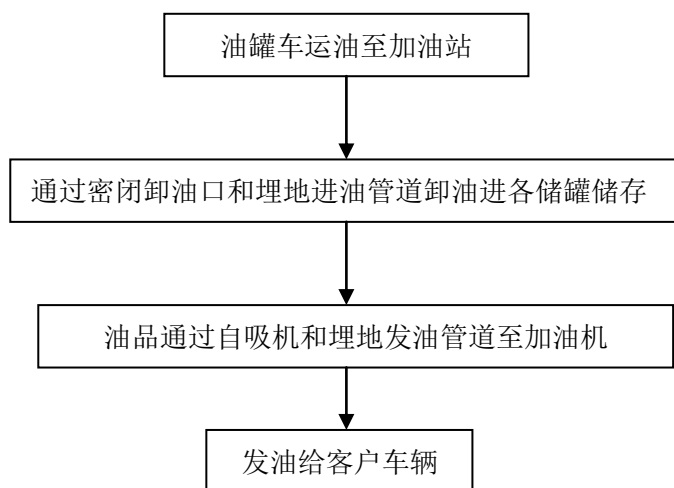 油罐车运油至加油站
通过密闭卸油口和埋地进油管道卸油进各储罐储存
油品通过自吸机和埋地发油管道至加油机
发油给客户车辆